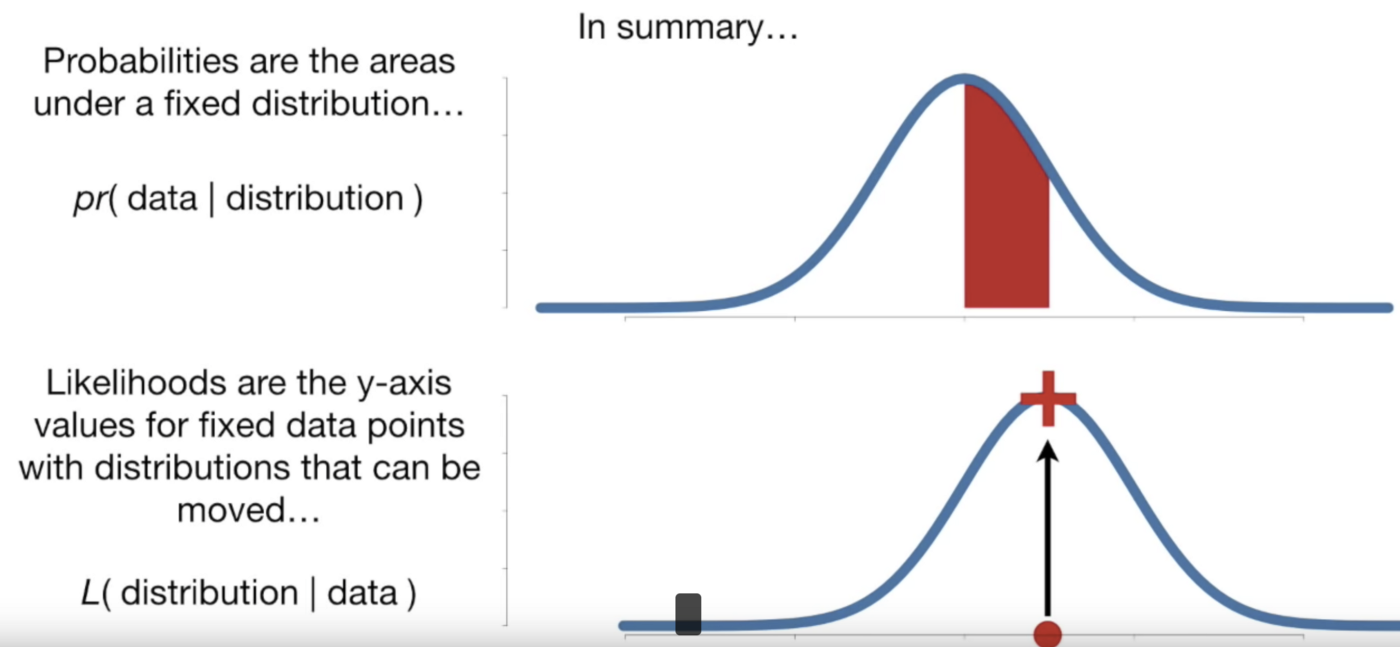 In summary…
Probabilities are the areas
under a fixed distribution…
pr( data | distribution )
Likelihoods are the y-axis
values for fixed data points
with distributions that can be
moved…
L( distribution | data )